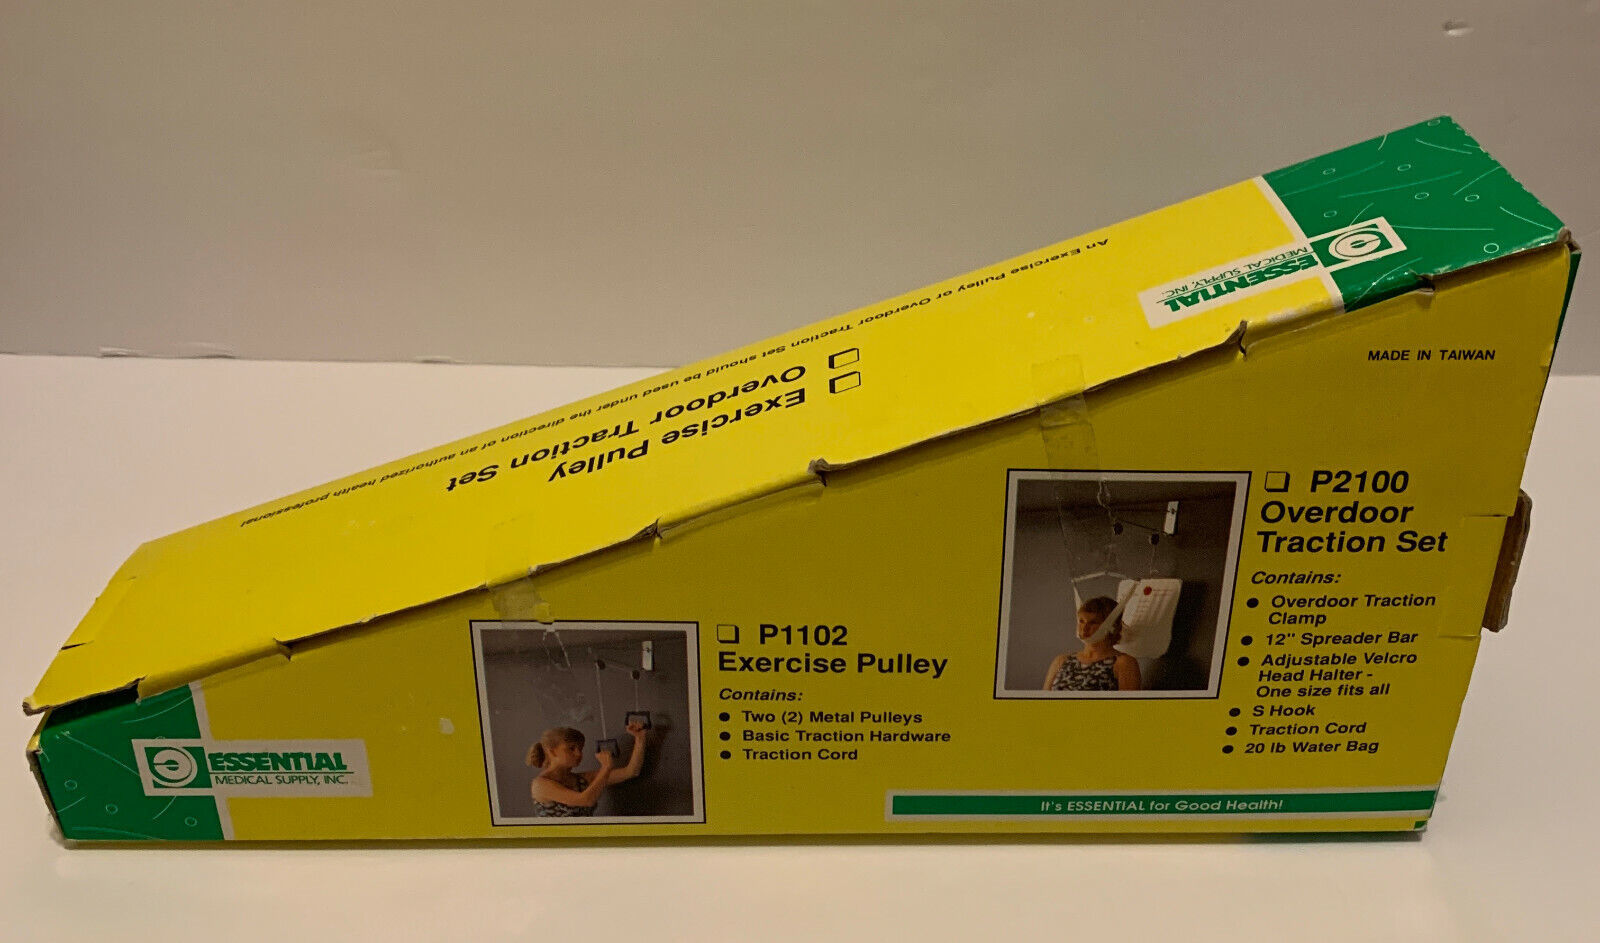 ESSENTIAL
MEDICAL SUPPLY, INC.
Exercise Pulley
Overdoor Traction Set
An Exercise Pulley or Overdoor Traction Set should be used under the direction of an authorized health professional
MADE IN TAIWAN
P2100
Overdoor
Traction Set
Contains:
● Overdoor Traction
Clamp
● 12" Spreader Bar
● Adjustable Velcro
Head Halter -
One size fits all
● S Hook
● Traction Cord
● 20 lb Water Bag
P1102
Exercise Pulley
Contains:
● Two (2) Metal Pulleys
● Basic Traction Hardware
● Traction Cord
ESSENTIAL
MEDICAL SUPPLY, INC.
It's ESSENTIAL for Good Health!